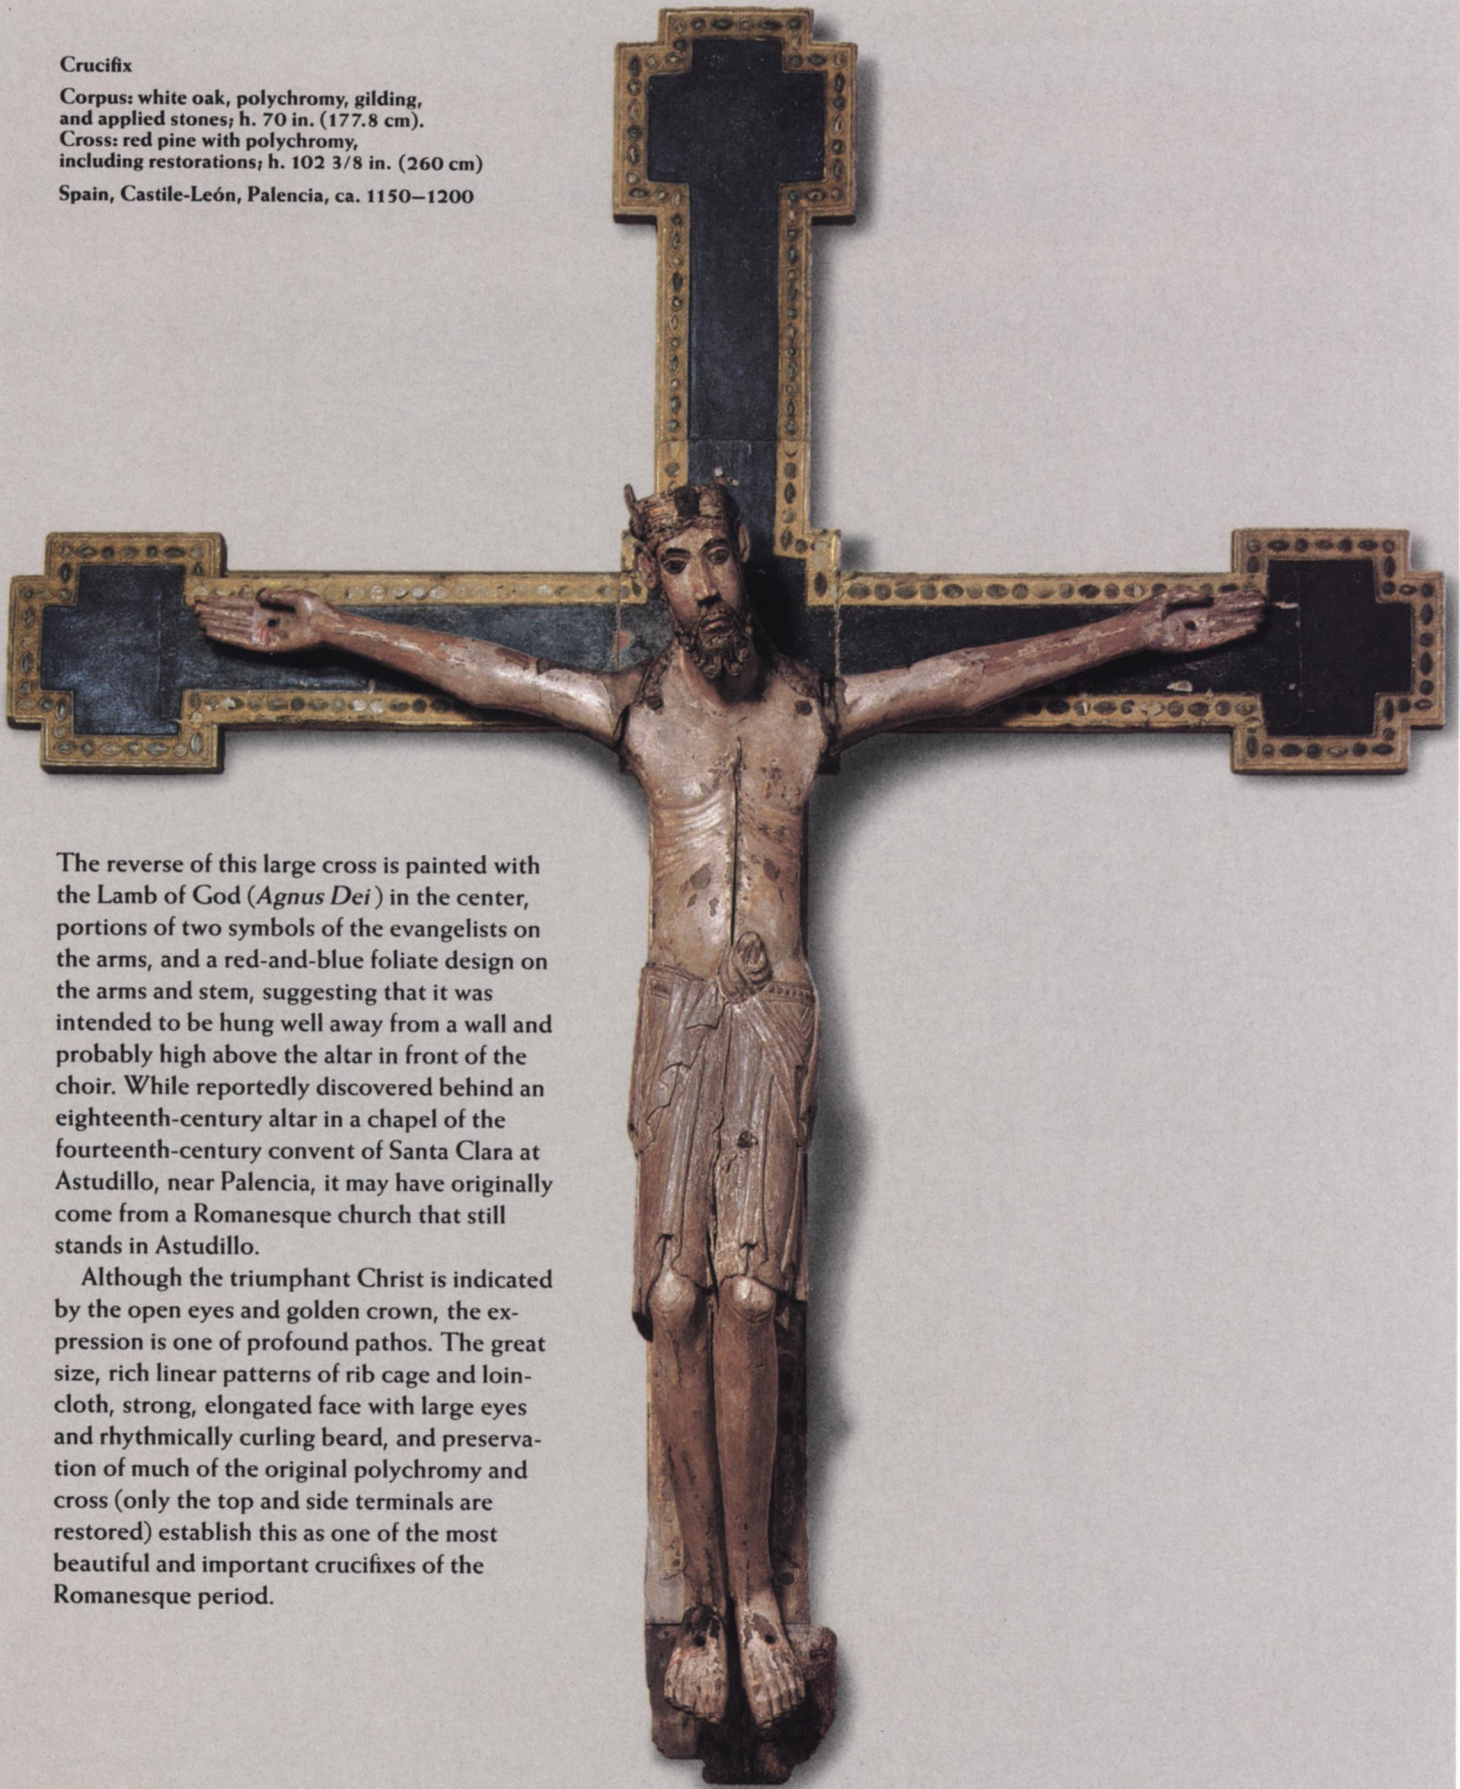 Crucifix
Corpus: white oak, polychromy, gilding,
and applied stones; h. 70 in. (177.8 cm).
Cross: red pine with polychromy,
including restorations; h. 102 3/8 in. (260 cm)
Spain, Castile-León, Palencia, ca. 1150–1200
The reverse of this large cross is painted with
the Lamb of God (Agnus Dei) in the center,
portions of two symbols of the evangelists on
the arms, and a red-and-blue foliate design on
the arms and stem, suggesting that it was
intended to be hung well away from a wall and
probably high above the altar in front of the
choir. While reportedly discovered behind an
eighteenth-century altar in a chapel of the
fourteenth-century convent of Santa Clara at
Astudillo, near Palencia, it may have originally
come from a Romanesque church that still
stands in Astudillo.
Although the triumphant Christ is indicated
by the open eyes and golden crown, the ex-
pression is one of profound pathos. The great
size, rich linear patterns of rib cage and loin-
cloth, strong, elongated face with large eyes
and rhythmically curling beard, and preserva-
tion of much of the original polychromy and
cross (only the top and side terminals are
restored) establish this as one of the most
beautiful and important crucifixes of the
Romanesque period.